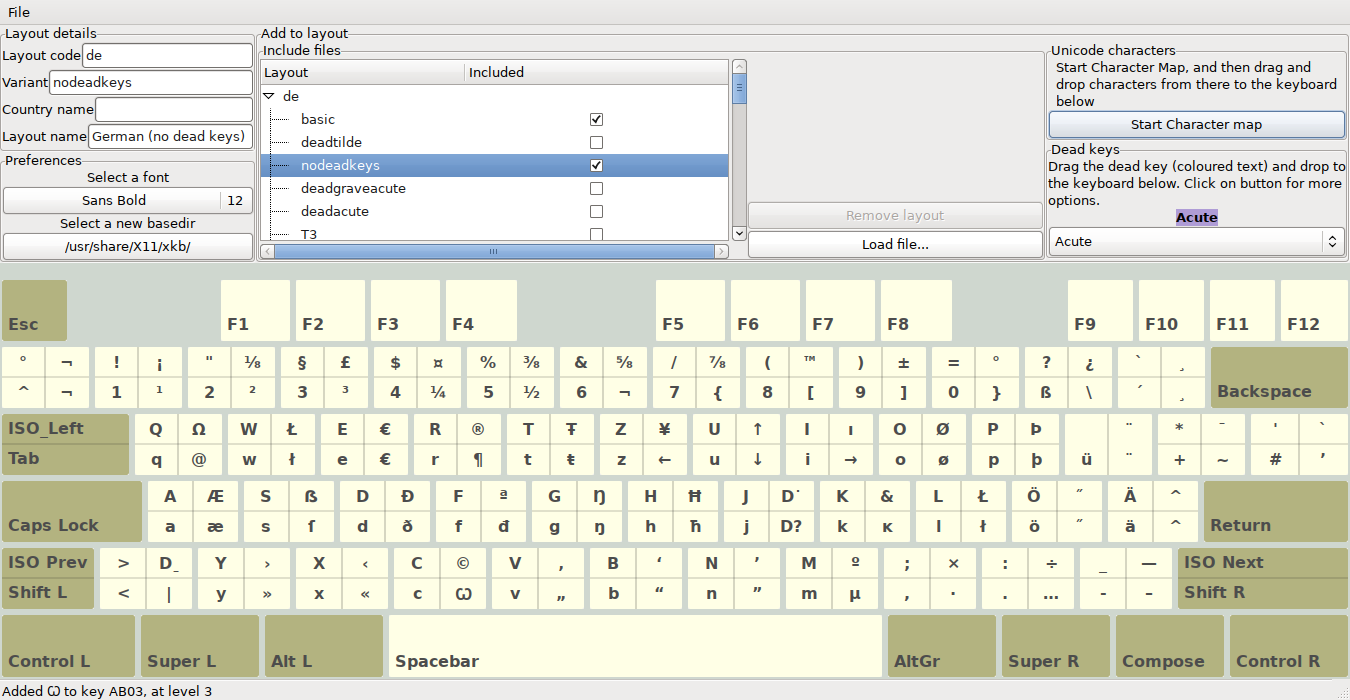 File
Layout details
Layout code de
Variant nodeadkeys
Country name
Layout name German (no dead keys)
Preferences
Select a font
Sans Bold 12
Select a new basedir
/usr/share/X11/xkb/
Add to layout
Include files
Layout Included
de
basic
deadtilde
nodeadkeys
deadgraveacute
deadacute
T3
Remove layout
Load file...
Unicode characters
Start Character Map, and then drag and
drop characters from there to the keyboard
below
Start Character map
Dead keys
Drag the dead key (coloured text) and drop to
the keyboard below. Click on button for more
options.
Acute
Acute
Esc F1 F2 F3 F4 F5 F6 F7 F8 F9 F10 F11 F12
° ¬ ! ¡ " ⅛ § £ $ ¤ % ⅜ & ⅝ / ⅞ ( ™ ) ± = ° ? ¿ ` ¸
^ ¬ 1 ¹ 2 ² 3 ³ 4 ¼ 5 ½ 6 ¬ 7 { 8 [ 9 ] 0 } ß \ ´ ¸ Backspace
ISO_Left Q Ω W Ł E € R ® T Ŧ Z ¥ U ↑ I ı O Ø P Þ ¨ * ¯ ' `
Tab q @ w ł e € r ¶ t ŧ z ← u ↓ i → o ø p þ ü ¨ + ~ # ’
A Æ S ẞ D Ð F ª G Ŋ H Ħ J D˙ K & L Ł Ö ˝ Ä ^
Caps Lock a æ s ſ d ð f đ g ŋ h ħ j D? k ĸ l ł ö ˝ ä ^ Return
ISO Prev > D_ Y › X ‹ C © V ‚ B ‘ N ’ M º ; × : ÷ _ — ISO Next
Shift L < | y » x « c Ѡ v „ b “ n ” m µ , · . … - – Shift R
Control L Super L Alt L Spacebar AltGr Super R Compose Control R
Added Ѡ to key AB03, at level 3